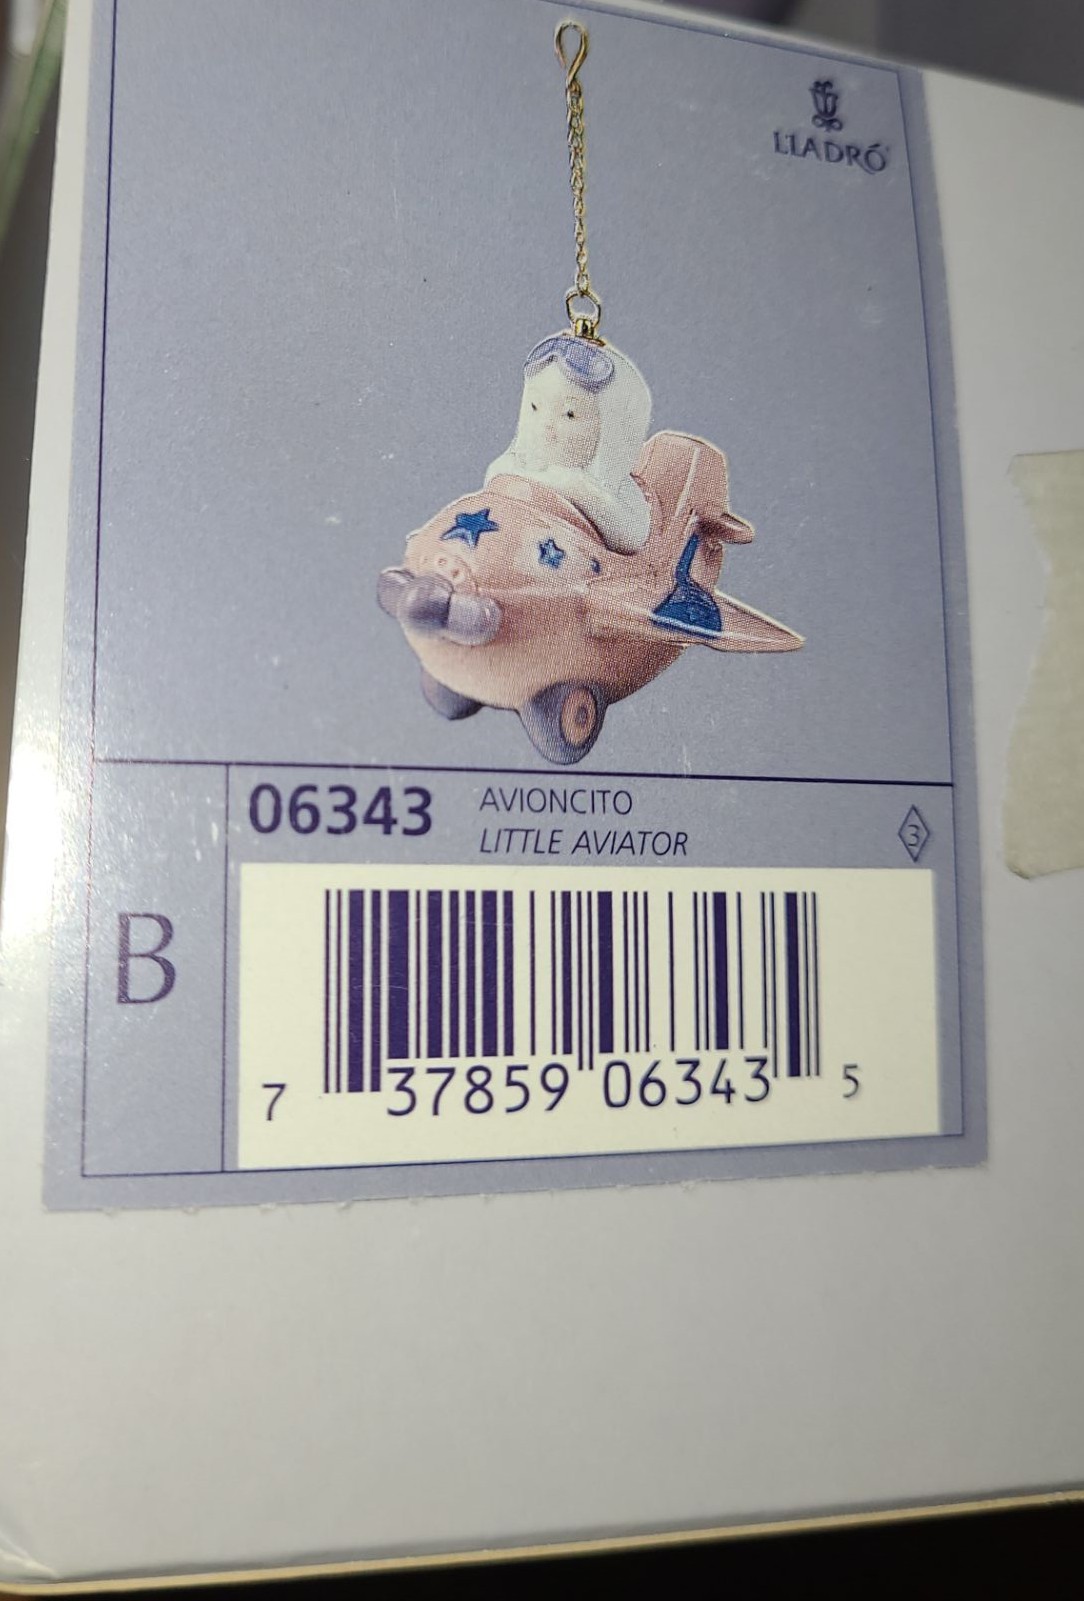 LLADRÓ
06343 AVIONCITO
LITTLE AVIATOR
3
B
7 37859 06343 5